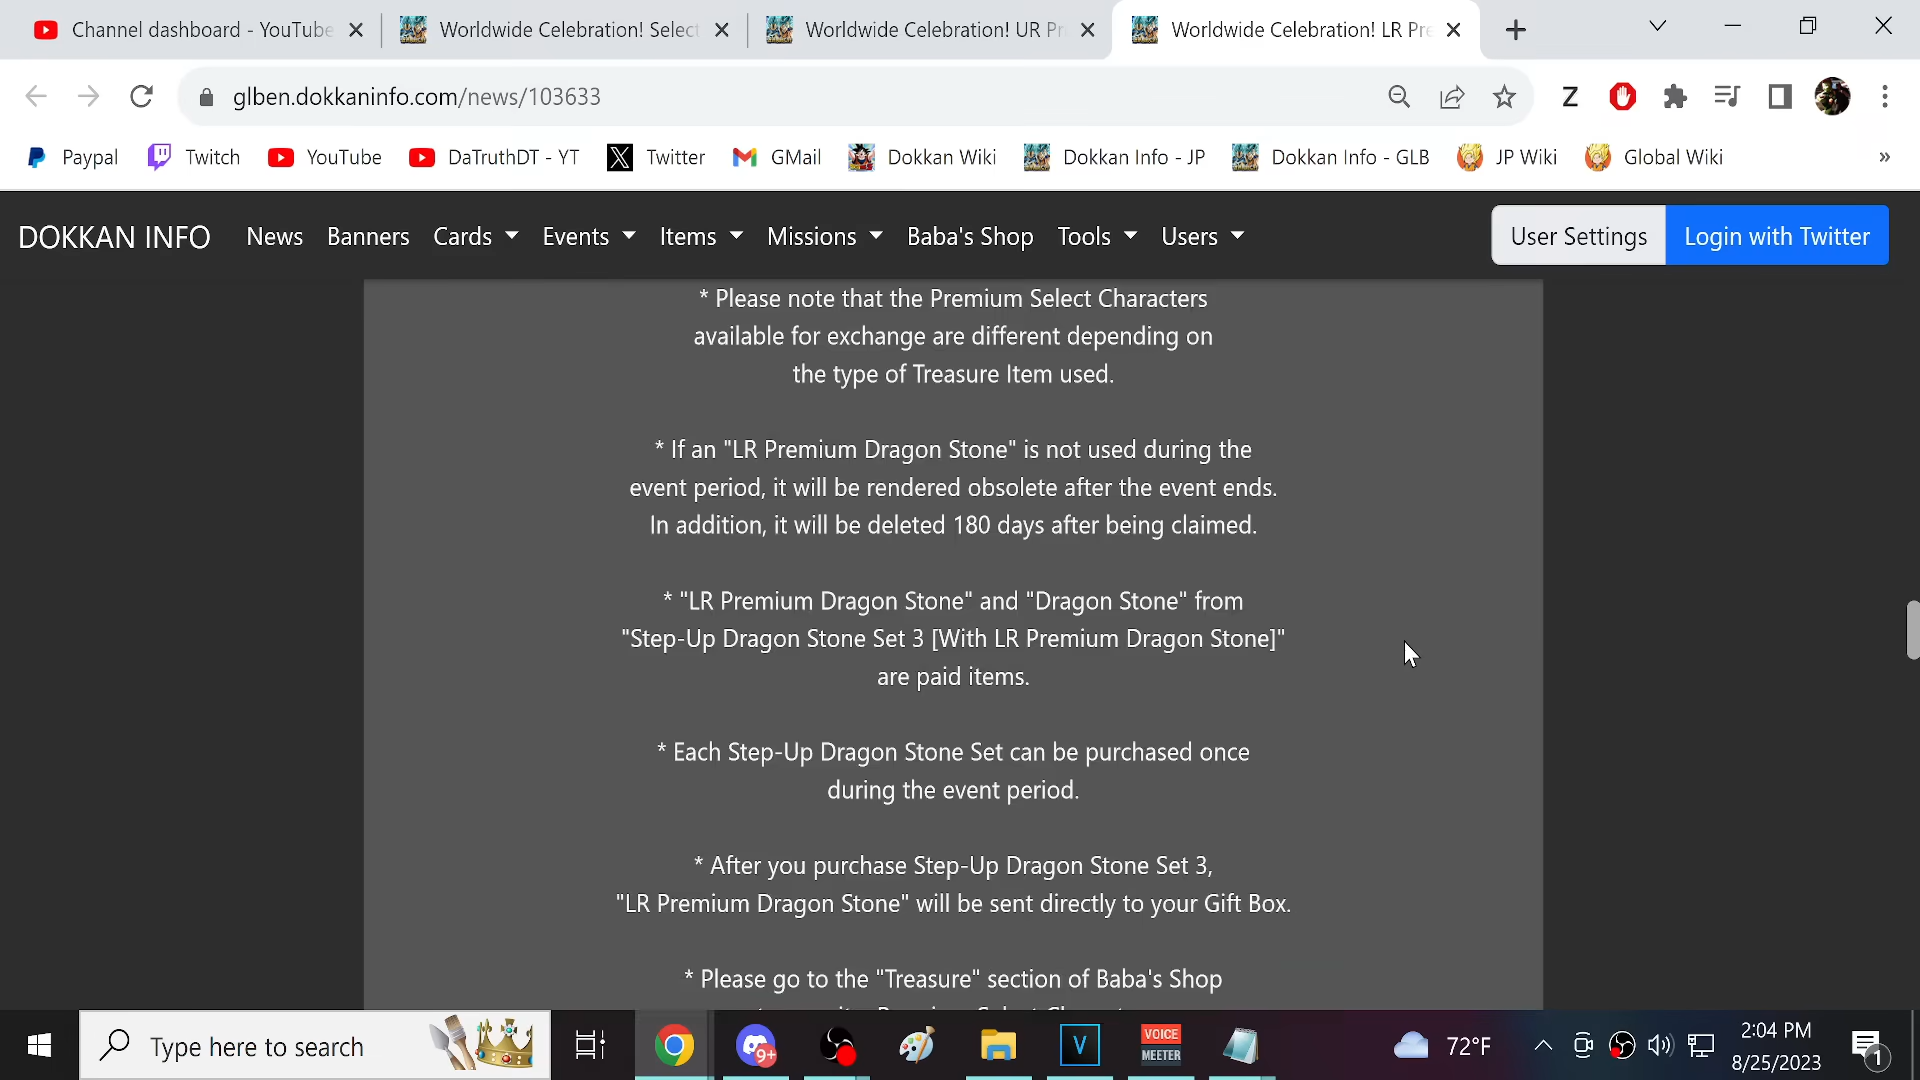 Channel dashboard - YouTube
Worldwide Celebration! Select
Worldwide Celebration! UR Pr
Worldwide Celebration! LR Pre
glben.dokkaninfo.com/news/103633
Z
Paypal
Twitch
YouTube
DaTruthDT - YT
Twitter
GMail
Dokkan Wiki
Dokkan Info - JP
Dokkan Info - GLB
JP Wiki
Global Wiki
»
DOKKAN INFO
News
Banners
Cards
Events
Items
Missions
Baba's Shop
Tools
Users
User Settings
Login with Twitter
* Please note that the Premium Select Characters
available for exchange are different depending on
the type of Treasure Item used.
* If an "LR Premium Dragon Stone" is not used during the
event period, it will be rendered obsolete after the event ends.
In addition, it will be deleted 180 days after being claimed.
* "LR Premium Dragon Stone" and "Dragon Stone" from
"Step-Up Dragon Stone Set 3 [With LR Premium Dragon Stone]"
are paid items.
* Each Step-Up Dragon Stone Set can be purchased once
during the event period.
* After you purchase Step-Up Dragon Stone Set 3,
"LR Premium Dragon Stone" will be sent directly to your Gift Box.
* Please go to the "Treasure" section of Baba's Shop
Type here to search
9+
V
VOICE
MEETER
72°F
2:04 PM
8/25/2023
1